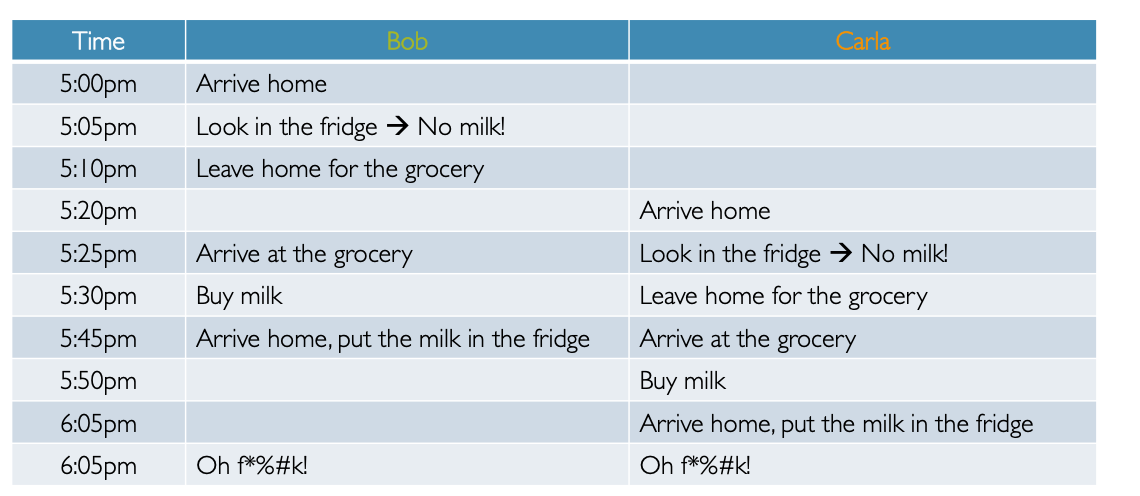 Time Bob Carla
5:00pm Arrive home
5:05pm Look in the fridge → No milk!
5:10pm Leave home for the grocery
5:20pm Arrive home
5:25pm Arrive at the grocery Look in the fridge → No milk!
5:30pm Buy milk Leave home for the grocery
5:45pm Arrive home, put the milk in the fridge Arrive at the grocery
5:50pm Buy milk
6:05pm Arrive home, put the milk in the fridge
6:05pm Oh f*%#k! Oh f*%#k!